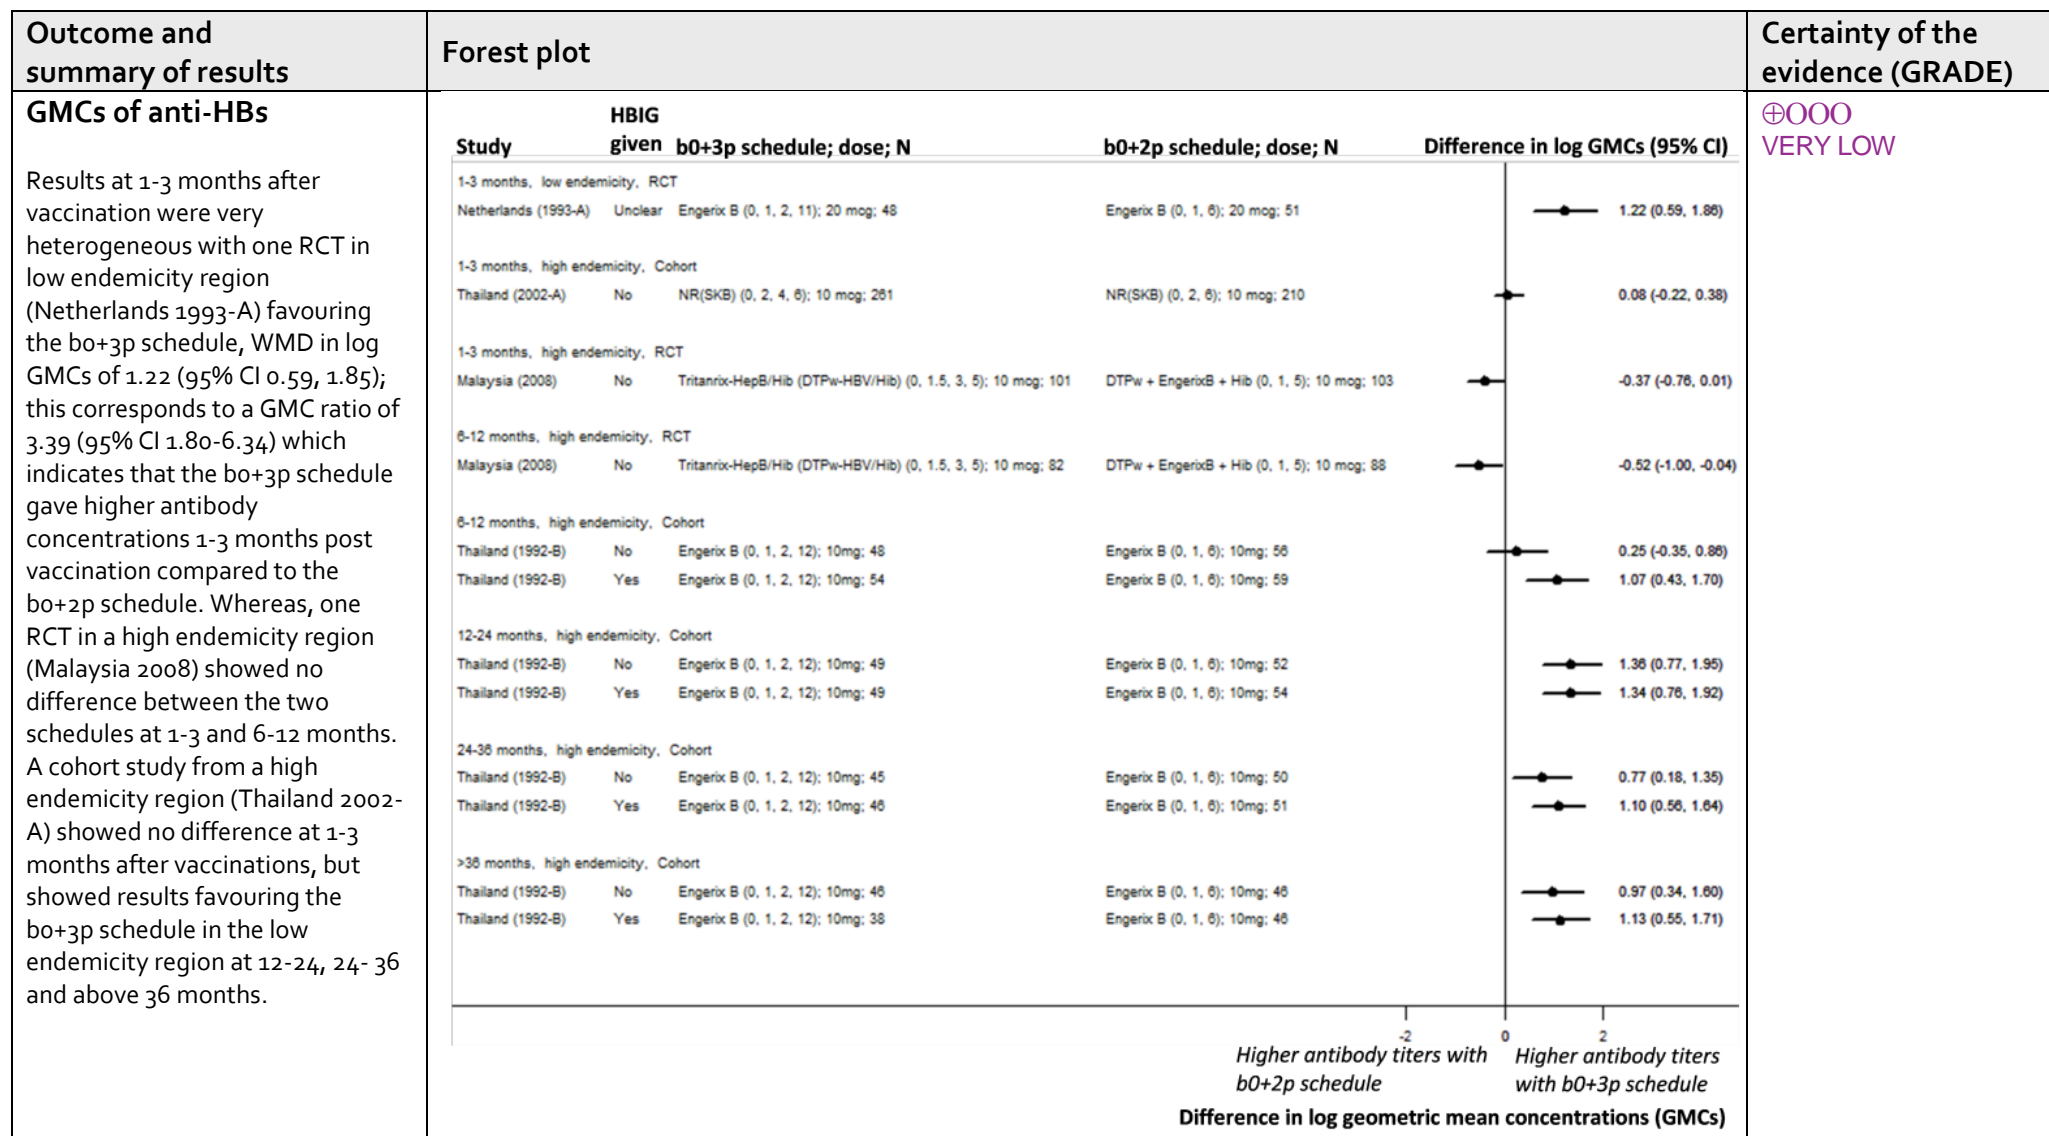 Outcome and
summary of results
Forest plot
Certainty of the
evidence (GRADE)
GMCs of anti-HBs
Results at 1-3 months after
vaccination were very
heterogeneous with one RCT in
low endemicity region
(Netherlands 1993-A) favouring
the b0+3p schedule, WMD in log
GMCs of 1.22 (95% CI 0.59, 1.85);
this corresponds to a GMC ratio of
3.39 (95% CI 1.80-6.34) which
indicates that the b0+3p schedule
gave higher antibody
concentrations 1-3 months post
vaccination compared to the
b0+2p schedule. Whereas, one
RCT in a high endemicity region
(Malaysia 2008) showed no
difference between the two
schedules at 1-3 and 6-12 months.
A cohort study from a high
endemicity region (Thailand 2002-
A) showed no difference at 1-3
months after vaccinations, but
showed results favouring the
b0+3p schedule in the low
endemicity region at 12-24, 24- 36
and above 36 months.
HBIG
Study given b0+3p schedule; dose; N b0+2p schedule; dose; N Difference in log GMCs (95% CI)
1-3 months, low endemicity, RCT
Netherlands (1993-A) Unclear Engerix B (0, 1, 2, 11); 20 mcg; 48 Engerix B (0, 1, 6); 20 mcg; 51 1.22 (0.59, 1.86)
1-3 months, high endemicity, Cohort
Thailand (2002-A) No NR(SKB) (0, 2, 4, 6); 10 mcg; 261 NR(SKB) (0, 2, 6); 10 mcg; 210 0.08 (-0.22, 0.38)
1-3 months, high endemicity, RCT
Malaysia (2008) No Tritanrix-HepB/Hib (DTPw-HBV/Hib) (0, 1.5, 3, 5); 10 mcg; 101 DTPw + EngerixB + Hib (0, 1, 5); 10 mcg; 103 -0.37 (-0.76, 0.01)
6-12 months, high endemicity, RCT
Malaysia (2008) No Tritanrix-HepB/Hib (DTPw-HBV/Hib) (0, 1.5, 3, 5); 10 mcg; 82 DTPw + EngerixB + Hib (0, 1, 5); 10 mcg; 88 -0.52 (-1.00, -0.04)
6-12 months, high endemicity, Cohort
Thailand (1992-B) No Engerix B (0, 1, 2, 12); 10mg; 48 Engerix B (0, 1, 6); 10mg; 56 0.25 (-0.35, 0.86)
Thailand (1992-B) Yes Engerix B (0, 1, 2, 12); 10mg; 54 Engerix B (0, 1, 6); 10mg; 59 1.07 (0.43, 1.70)
12-24 months, high endemicity, Cohort
Thailand (1992-B) No Engerix B (0, 1, 2, 12); 10mg; 49 Engerix B (0, 1, 6); 10mg; 52 1.36 (0.77, 1.95)
Thailand (1992-B) Yes Engerix B (0, 1, 2, 12); 10mg; 49 Engerix B (0, 1, 6); 10mg; 54 1.34 (0.76, 1.92)
24-36 months, high endemicity, Cohort
Thailand (1992-B) No Engerix B (0, 1, 2, 12); 10mg; 45 Engerix B (0, 1, 6); 10mg; 50 0.77 (0.18, 1.35)
Thailand (1992-B) Yes Engerix B (0, 1, 2, 12); 10mg; 46 Engerix B (0, 1, 6); 10mg; 51 1.10 (0.56, 1.64)
>36 months, high endemicity, Cohort
Thailand (1992-B) No Engerix B (0, 1, 2, 12); 10mg; 46 Engerix B (0, 1, 6); 10mg; 46 0.97 (0.34, 1.60)
Thailand (1992-B) Yes Engerix B (0, 1, 2, 12); 10mg; 38 Engerix B (0, 1, 6); 10mg; 46 1.13 (0.55, 1.71)
-2 0 2
Higher antibody titers with Higher antibody titers
b0+2p schedule with b0+3p schedule
Difference in log geometric mean concentrations (GMCs)
⊕OOO
VERY LOW